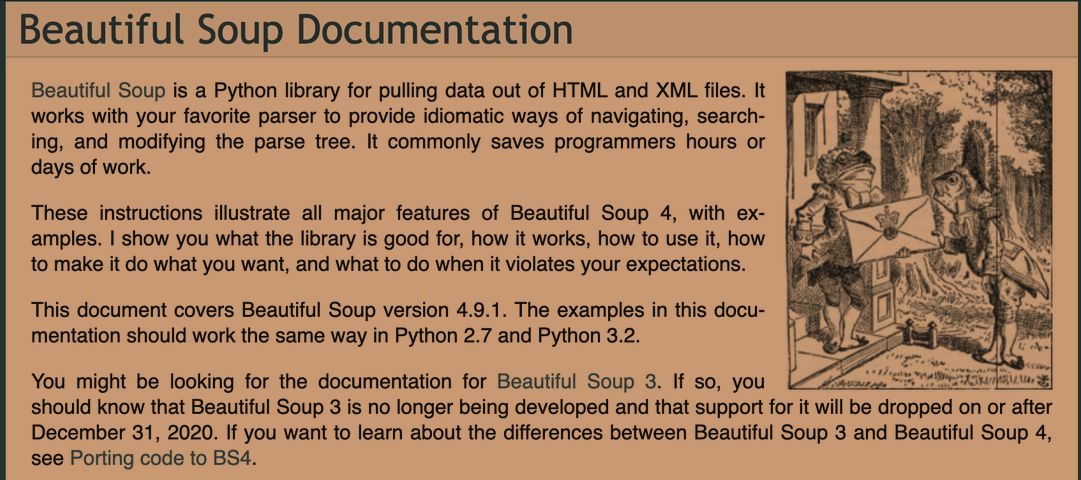 Beautiful Soup Documentation
Beautiful Soup is a Python library for pulling data out of HTML and XML files. It
works with your favorite parser to provide idiomatic ways of navigating, search-
ing, and modifying the parse tree. It commonly saves programmers hours or
days of work.
These instructions illustrate all major features of Beautiful Soup 4, with ex-
amples. I show you what the library is good for, how it works, how to use it, how
to make it do what you want, and what to do when it violates your expectations.
This document covers Beautiful Soup version 4.9.1. The examples in this docu-
mentation should work the same way in Python 2.7 and Python 3.2.
You might be looking for the documentation for Beautiful Soup 3. If so, you
should know that Beautiful Soup 3 is no longer being developed and that support for it will be dropped on or after
December 31, 2020. If you want to learn about the differences between Beautiful Soup 3 and Beautiful Soup 4,
see Porting code to BS4.